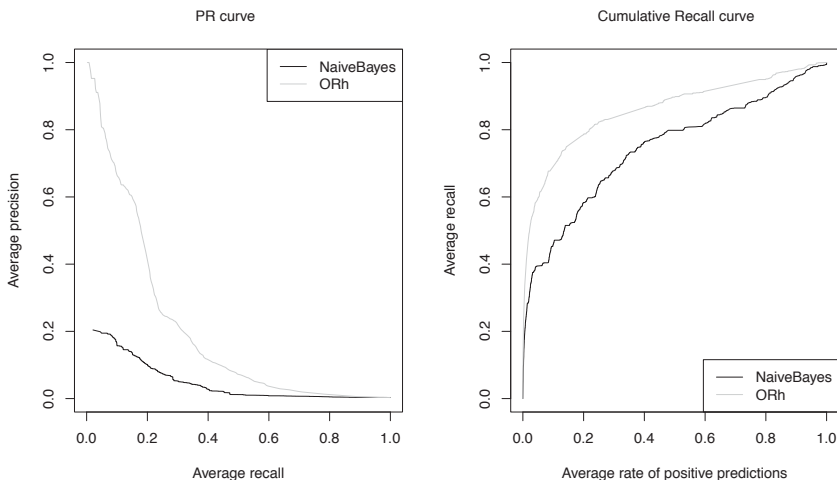 PR curve
NaiveBayes
ORh
Average precision
0.0 0.2 0.4 0.6 0.8 1.0
0.0 0.2 0.4 0.6 0.8 1.0
Average recall
Cumulative Recall curve
NaiveBayes
ORh
Average recall
0.0 0.2 0.4 0.6 0.8 1.0
0.0 0.2 0.4 0.6 0.8 1.0
Average rate of positive predictions